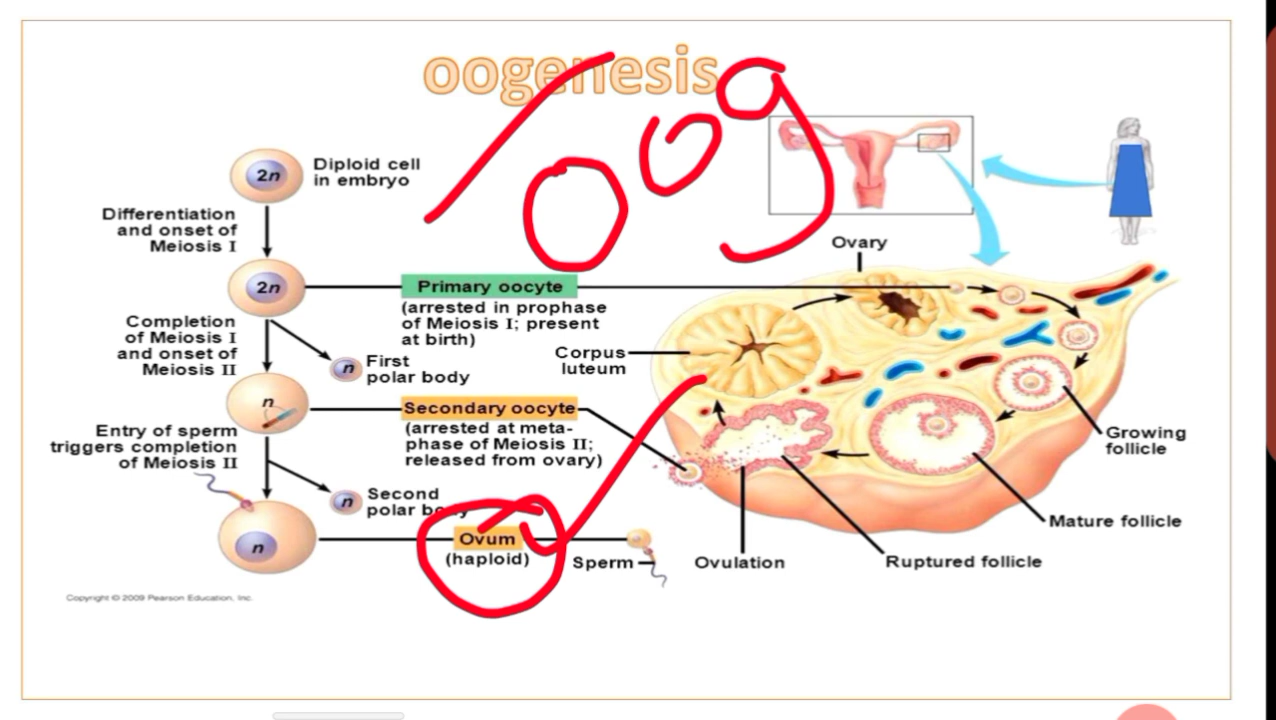 oogenesis
oog
2n
Diploid cell
in embryo
Differentiation
and onset of
Meiosis I
2n
Primary oocyte
(arrested in prophase
of Meiosis I; present
at birth)
Completion
of Meiosis I
and onset of
Meiosis II
n
First
polar body
n
Secondary oocyte
(arrested at meta-
phase of Meiosis II;
released from ovary)
Entry of sperm
triggers completion
of Meiosis II
n
Second
polar body
n
Ovum
(haploid)
Sperm
Ovary
Corpus
luteum
Growing
follicle
Mature follicle
Ruptured follicle
Ovulation
Copyright © 2009 Pearson Education, Inc.